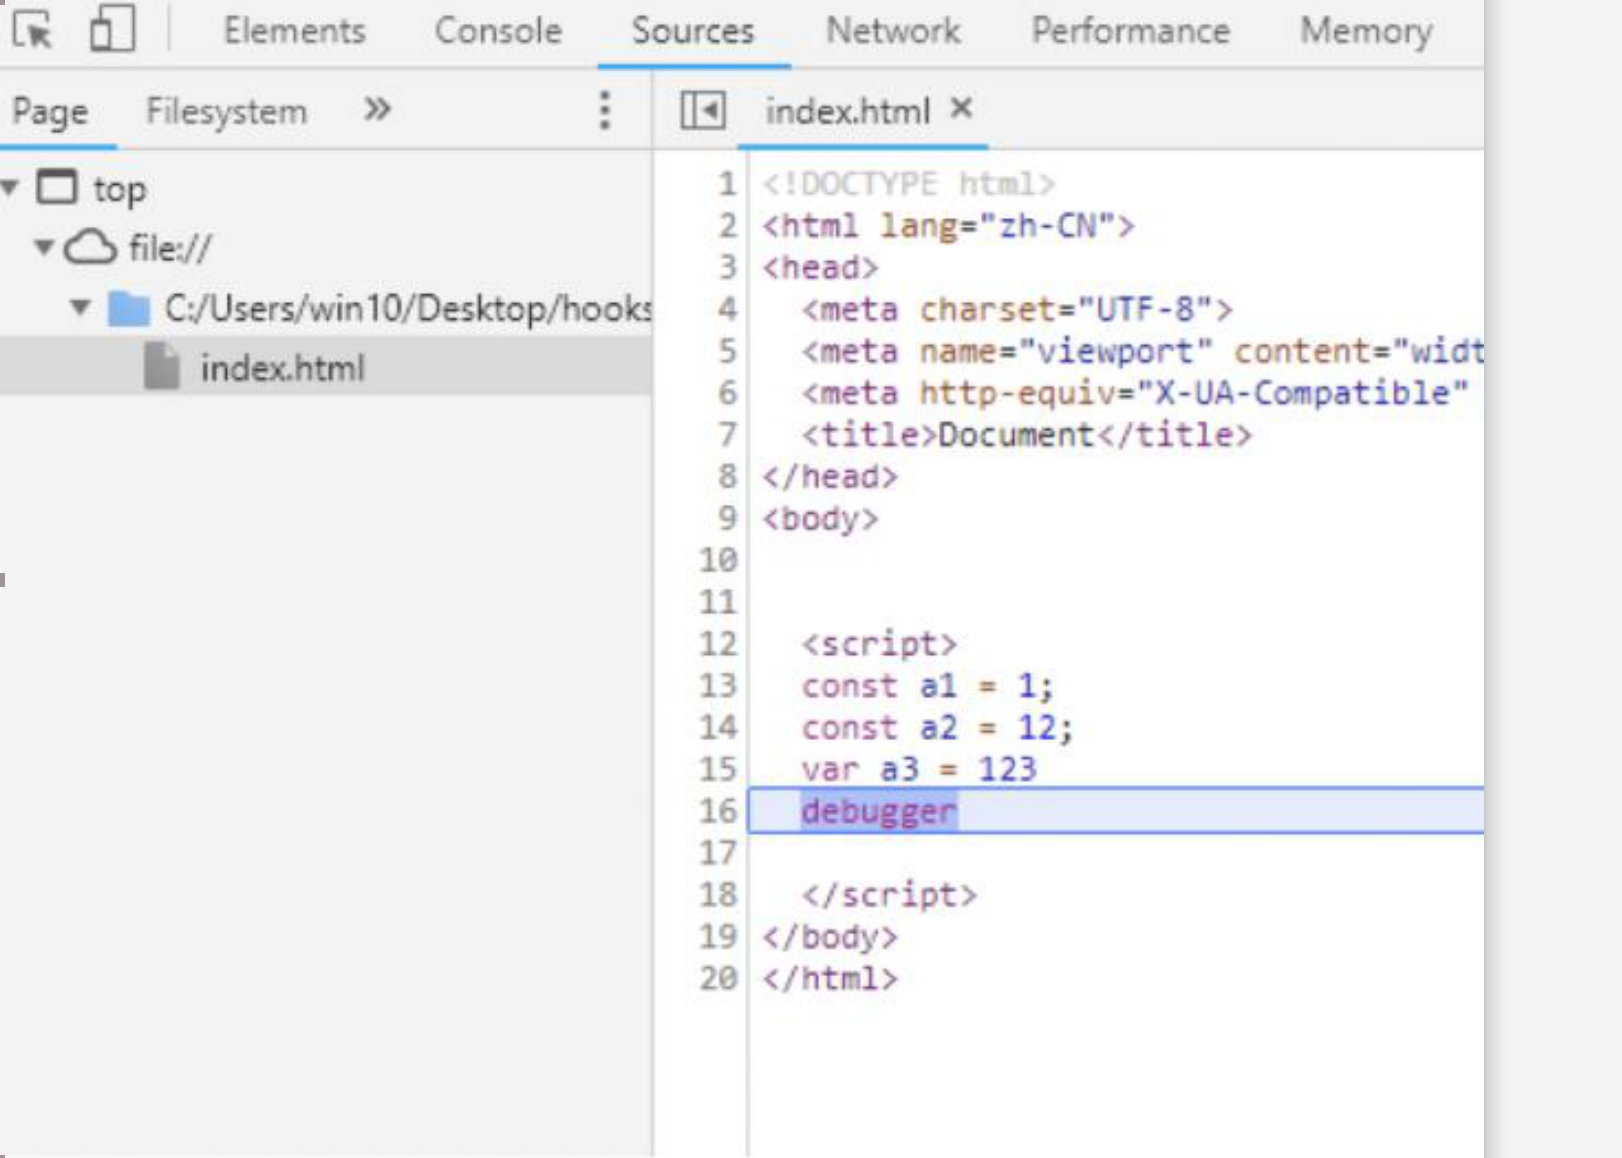 Elements Console Sources Network Performance Memory
Page Filesystem »
index.html ×
top
file://
C:/Users/win10/Desktop/hooks
index.html
1 <!DOCTYPE html>
2 <html lang="zh-CN">
3 <head>
4 <meta charset="UTF-8">
5 <meta name="viewport" content="widt
6 <meta http-equiv="X-UA-Compatible"
7 <title>Document</title>
8 </head>
9 <body>
10
11
12 <script>
13 const a1 = 1;
14 const a2 = 12;
15 var a3 = 123
16 debugger
17
18 </script>
19 </body>
20 </html>